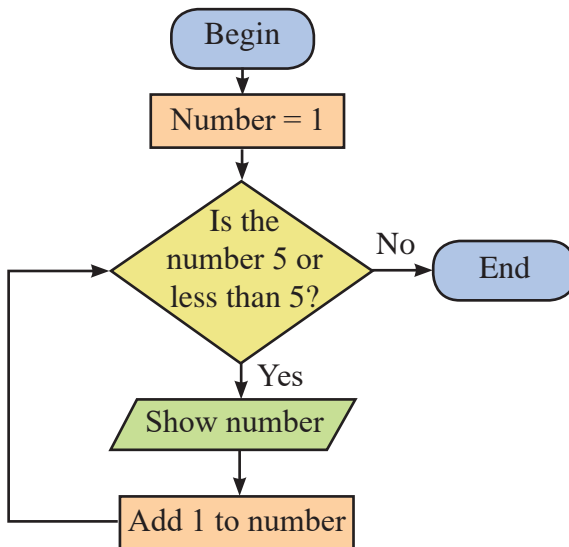 Begin
Number = 1
Is the
number 5 or
less than 5?
No
End
Yes
Show number
Add 1 to number